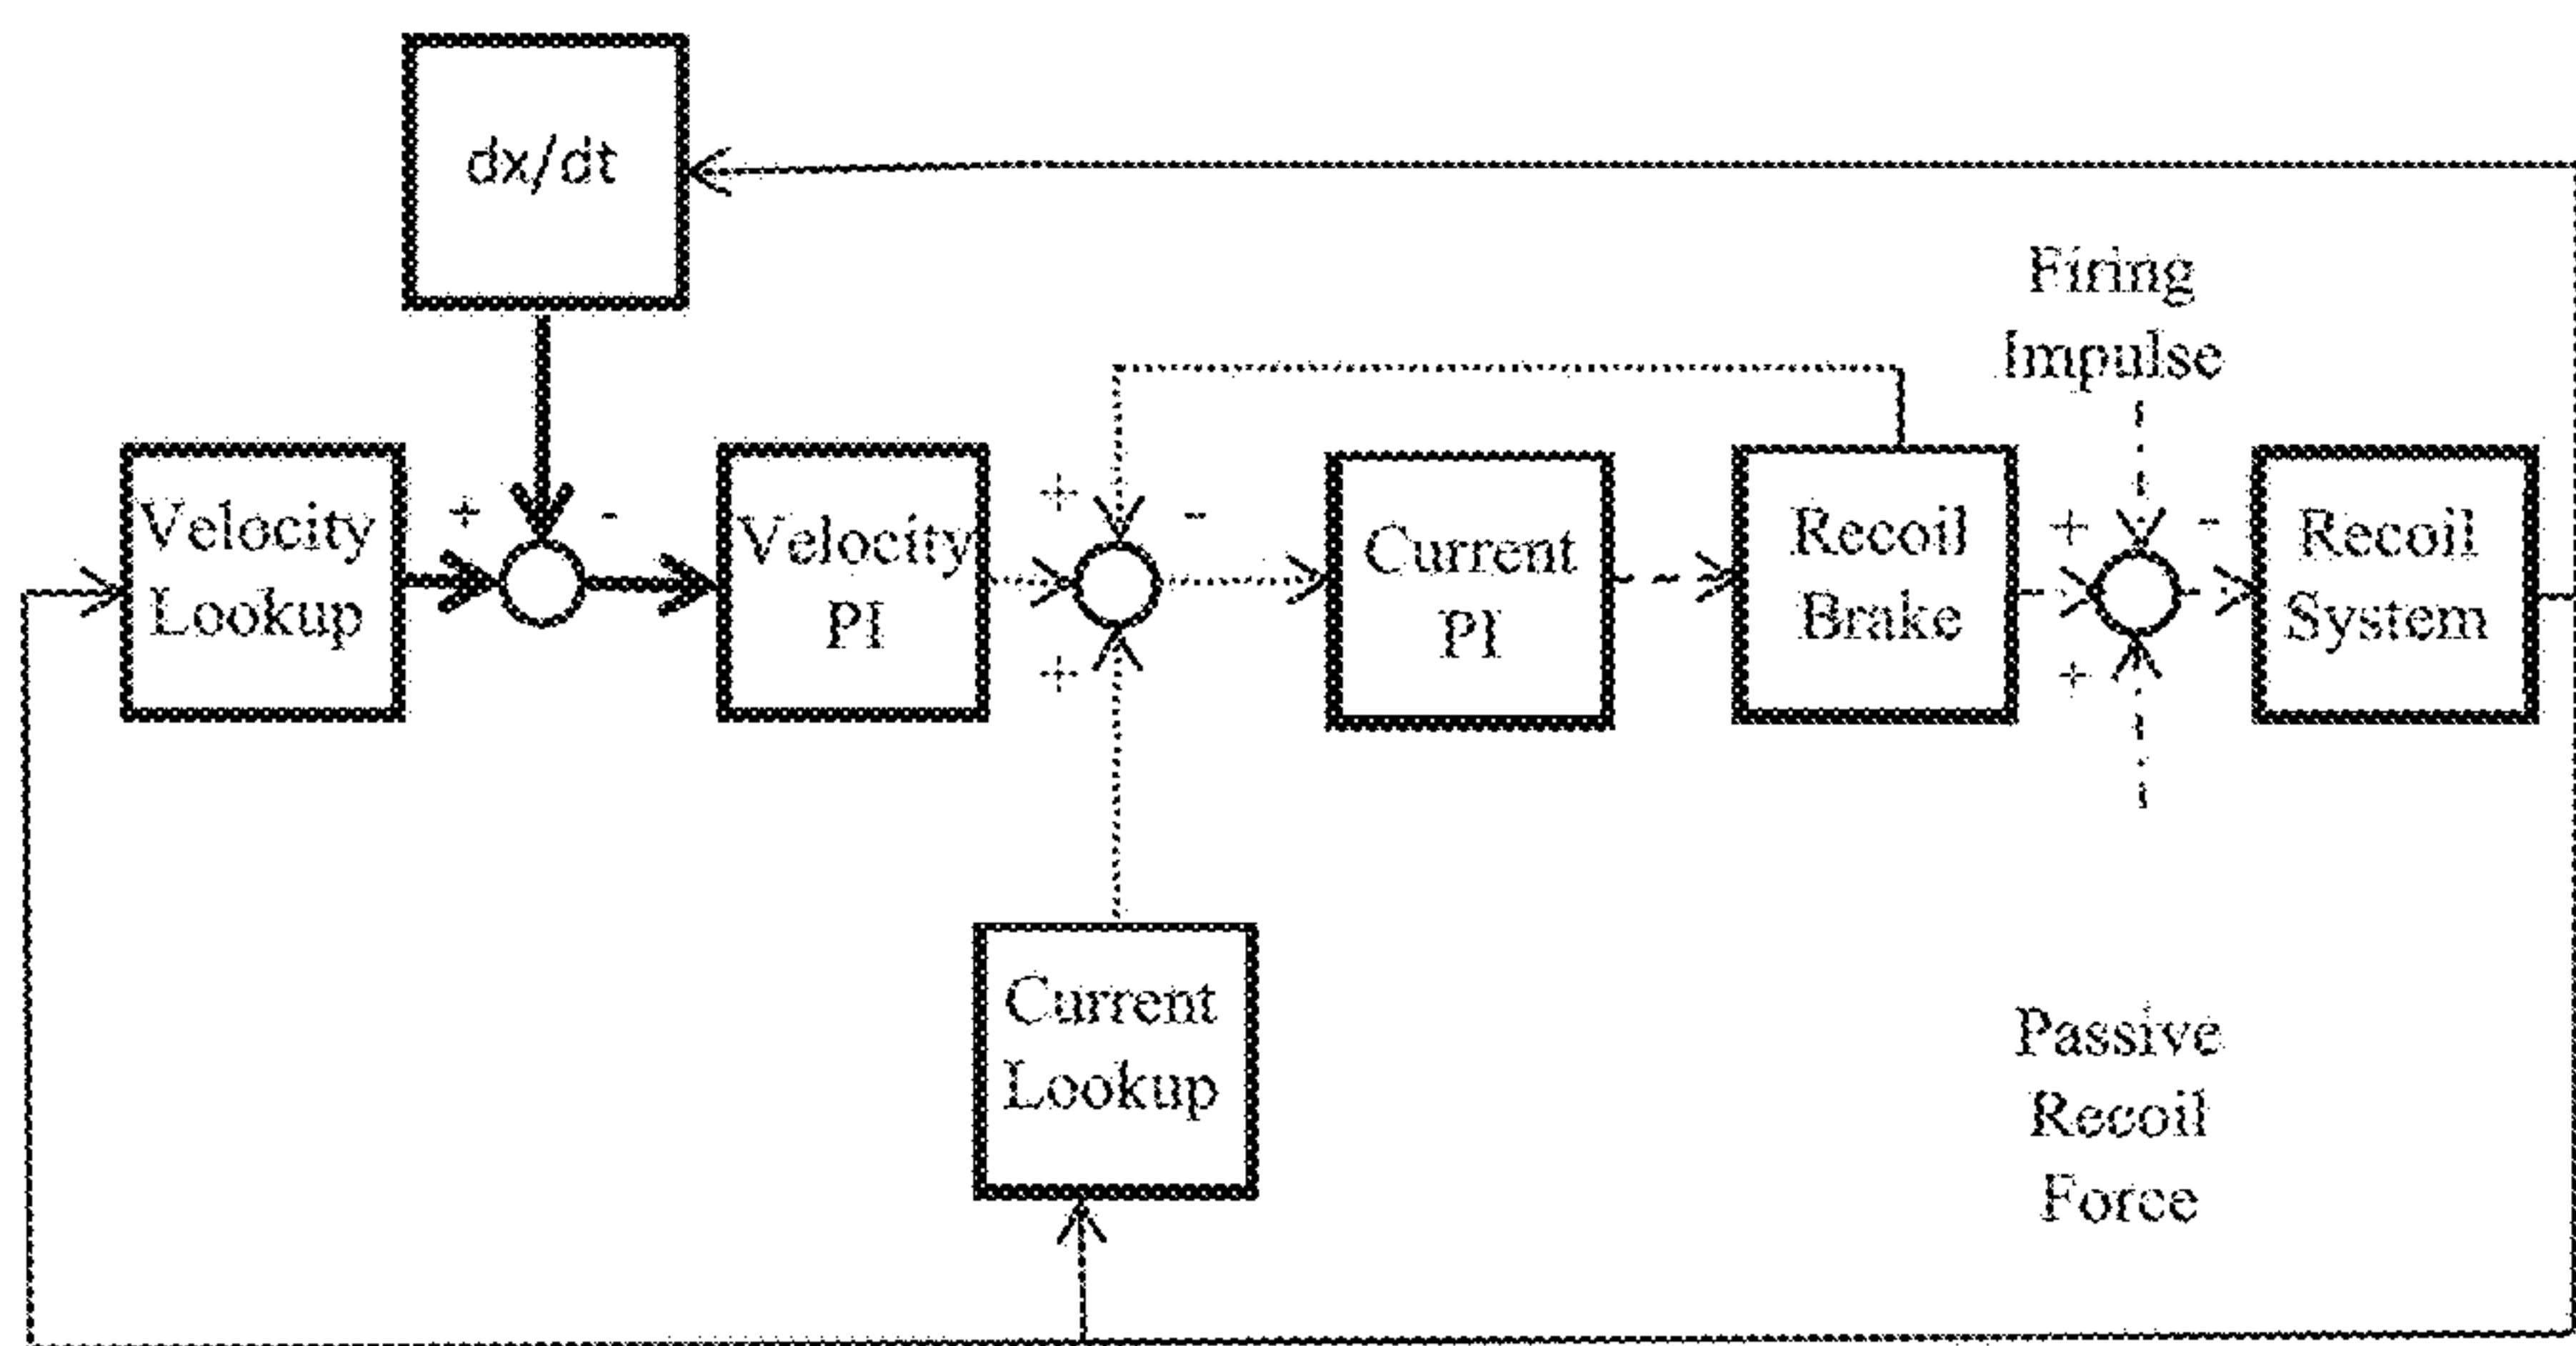 dx/dt
Firing
Impulse
Velocity
Lookup
+
-
Velocity
PI
+
-
+
Current
PI
Recoil
Brake
+
-
+
Recoil
System
Current
Lookup
Passive
Recoil
Force